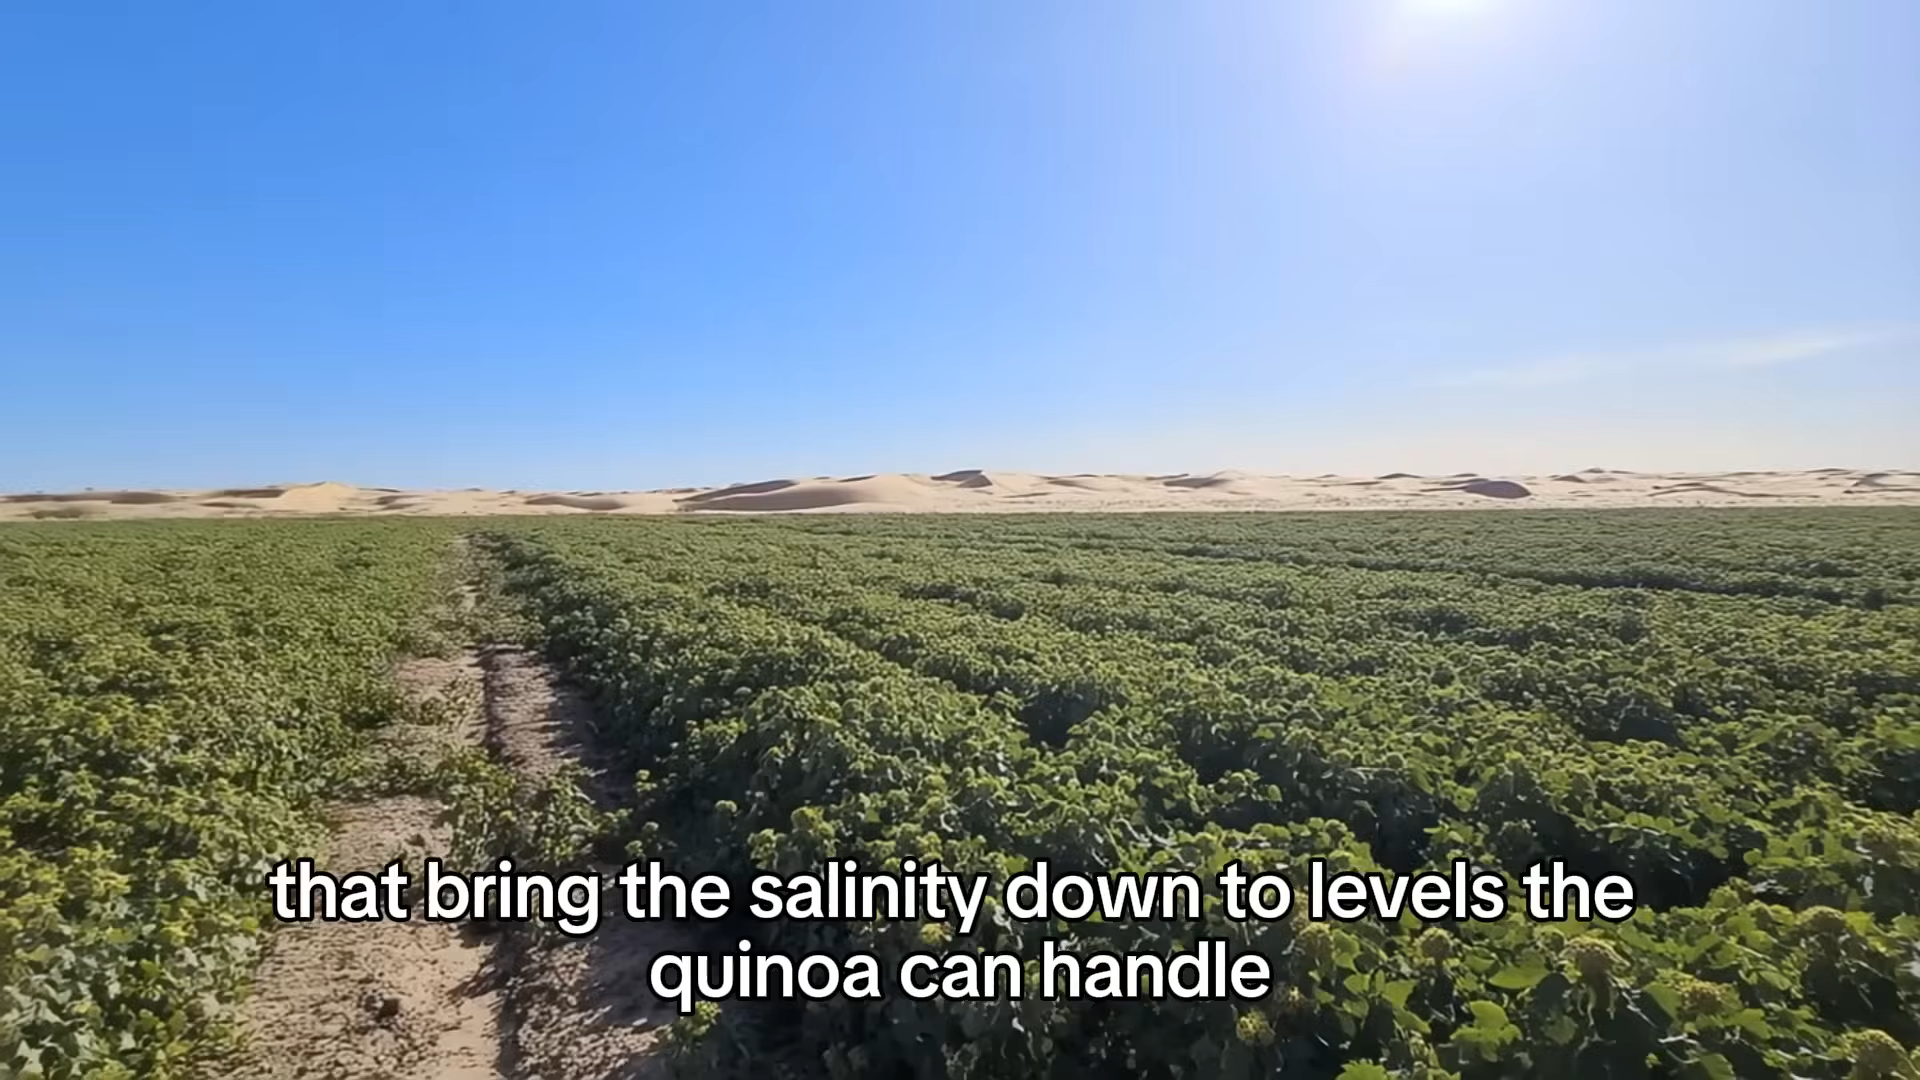 that bring the salinity down to levels the
quinoa can handle